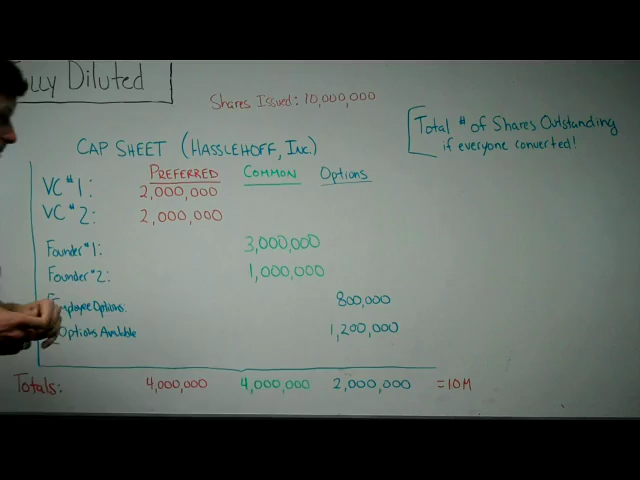 Fully Diluted
Shares Issued: 10,000,000
Total # of Shares Outstanding
if everyone converted!
CAP SHEET (HASSLEHOFF, Inc.)
PREFERRED COMMON Options
VC #1: 2,000,000
VC #2: 2,000,000
Founder #1: 3,000,000
Founder #2: 1,000,000
Employee Options: 800,000
Options Available 1,200,000
Totals: 4,000,000 4,000,000 2,000,000 =10M